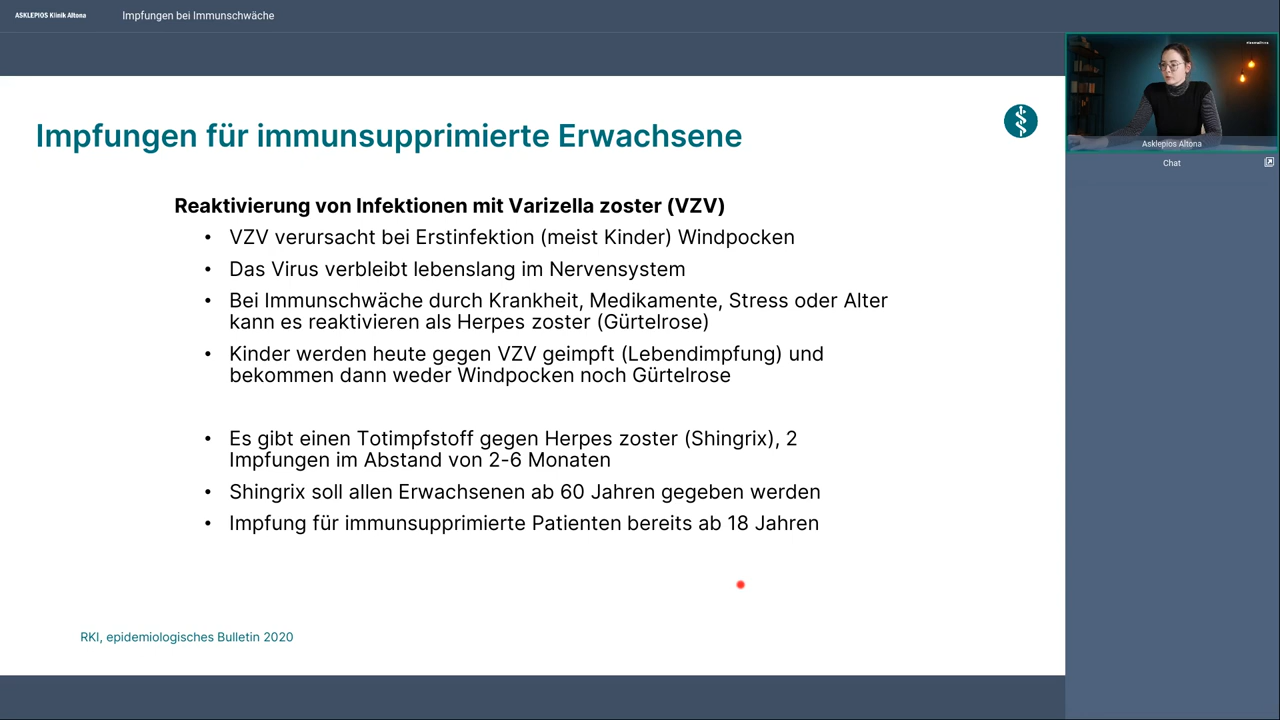 ASKLEPIOS Klinik Altona
Impfungen bei Immunschwäche
Impfungen für immunsupprimierte Erwachsene
Reaktivierung von Infektionen mit Varizella zoster (VZV)
• VZV verursacht bei Erstinfektion (meist Kinder) Windpocken
• Das Virus verbleibt lebenslang im Nervensystem
• Bei Immunschwäche durch Krankheit, Medikamente, Stress oder Alter
kann es reaktivieren als Herpes zoster (Gürtelrose)
• Kinder werden heute gegen VZV geimpft (Lebendimpfung) und
bekommen dann weder Windpocken noch Gürtelrose
• Es gibt einen Totimpfstoff gegen Herpes zoster (Shingrix), 2
Impfungen im Abstand von 2-6 Monaten
• Shingrix soll allen Erwachsenen ab 60 Jahren gegeben werden
• Impfung für immunsupprimierte Patienten bereits ab 18 Jahren
RKI, epidemiologisches Bulletin 2020
Asklepios Altona
Chat